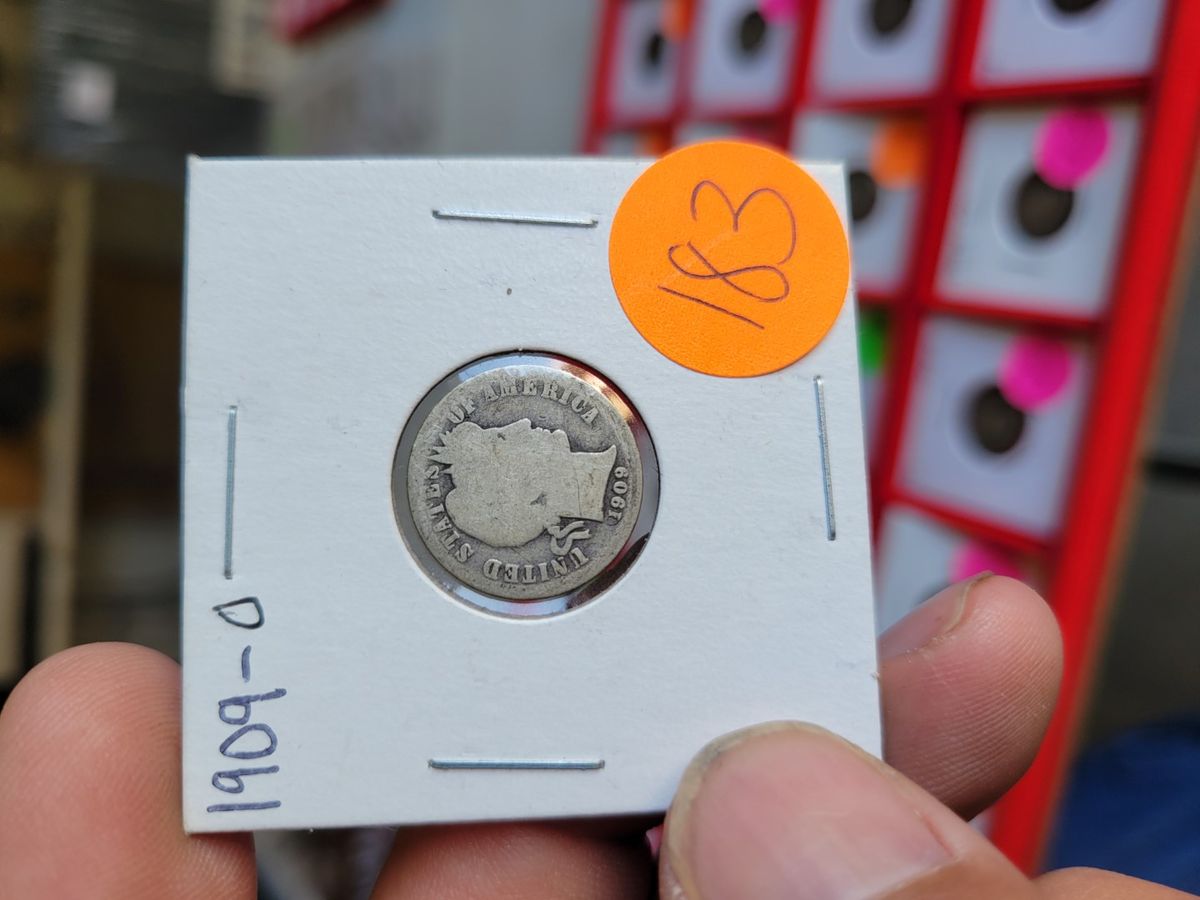 183
UNITED STATES OF AMERICA
1909
1909-O